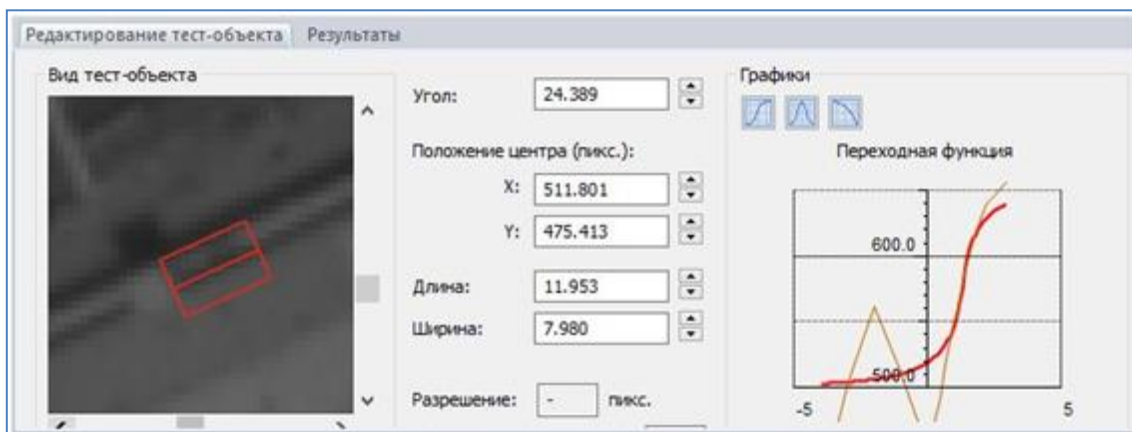 Редактирование тест-объекта Результаты
Вид тест-объекта
Угол: 24.389
Положение центра (пикс.):
X: 511.801
Y: 475.413
Длина: 11.953
Ширина: 7.980
Разрешение: - пикс.
Графики
Переходная функция
600.0
500.0
-5 5